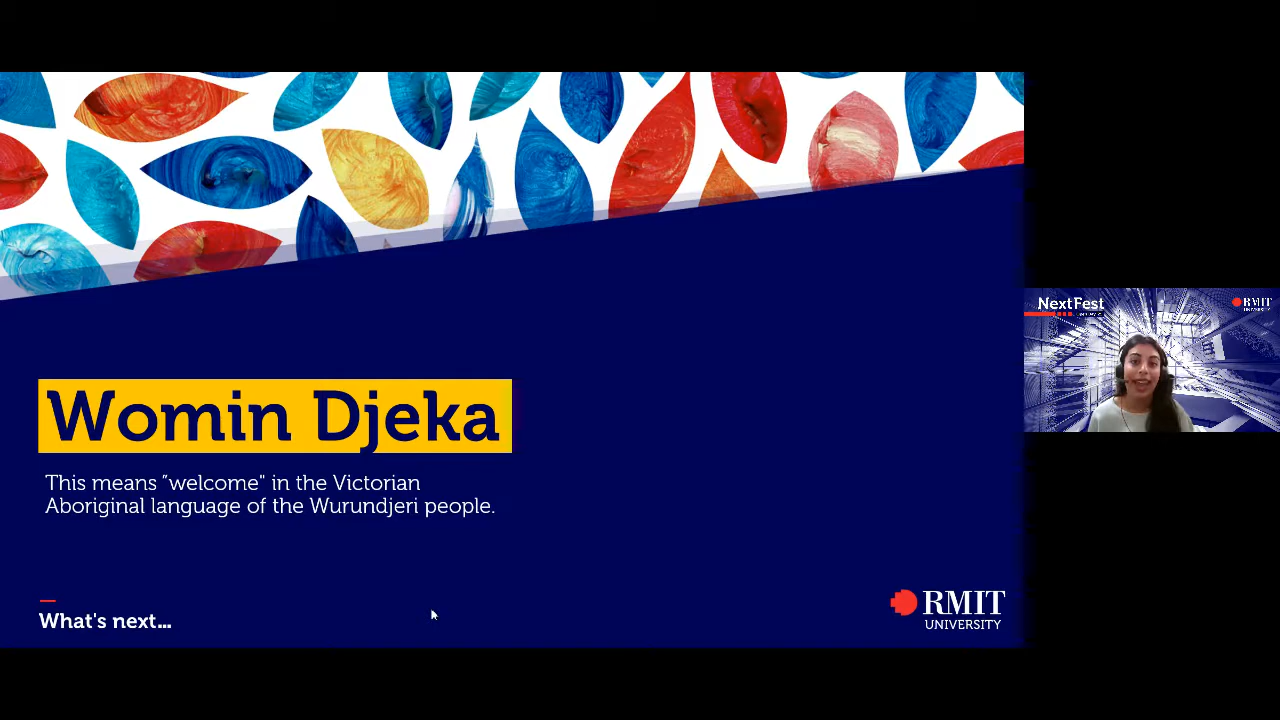 Womin Djeka
This means "welcome" in the Victorian
Aboriginal language of the Wurundjeri people.
What's next...
RMIT
UNIVERSITY
NextFest
RMIT
UNIVERSITY